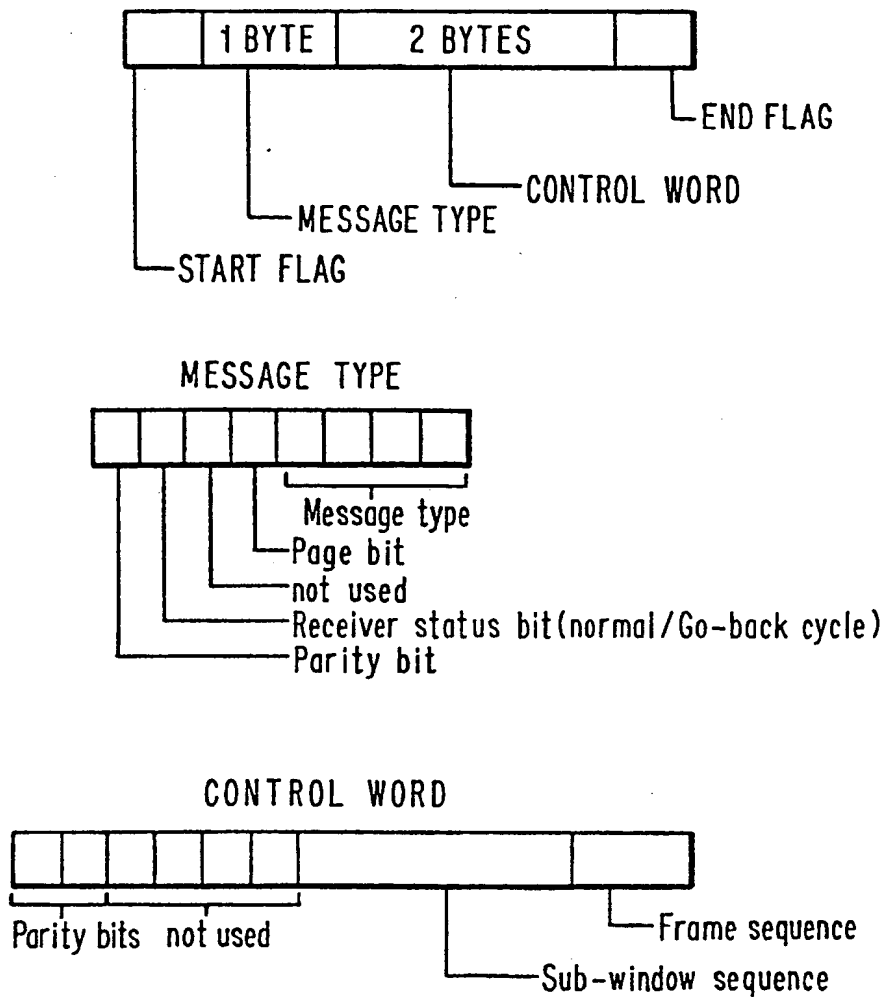 1 BYTE
2 BYTES
END FLAG
CONTROL WORD
MESSAGE TYPE
START FLAG
MESSAGE TYPE
Message type
Page bit
not used
Receiver status bit(normal/Go-back cycle)
Parity bit
CONTROL WORD
Parity bits not used
Frame sequence
Sub-window sequence